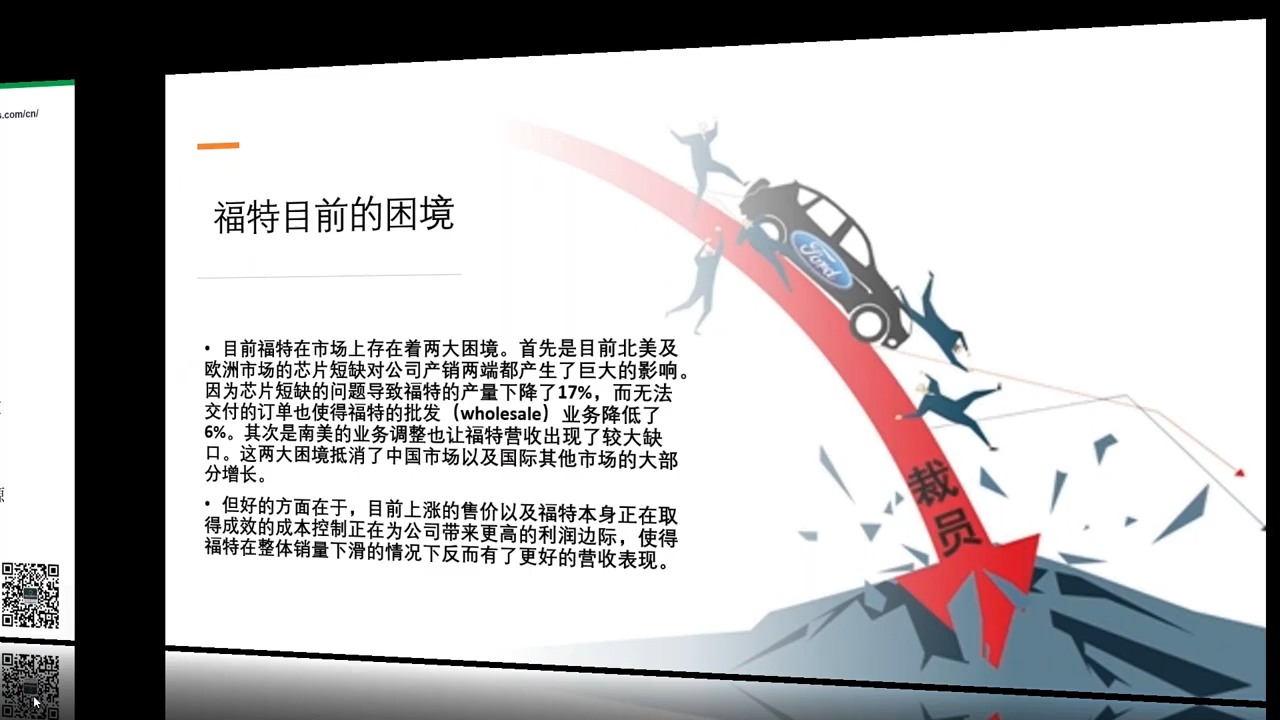 s.com/cn/
福特目前的困境
• 目前福特在市场上存在着两大困境。首先是目前北美及
欧洲市场的芯片短缺对公司产销两端都产生了巨大的影响。
因为芯片短缺的问题导致福特的产量下降了17%，而无法
交付的订单也使得福特的批发（wholesale）业务降低了
6%。其次是南美的业务调整也让福特营收出现了较大缺
口。这两大困境抵消了中国市场以及国际其他市场的大部
分增长。
• 但好的方面在于，目前上涨的售价以及福特本身正在取
得成效的成本控制正在为公司带来更高的利润边际，使得
福特在整体销量下滑的情况下反而有了更好的营收表现。
Ford
裁
员